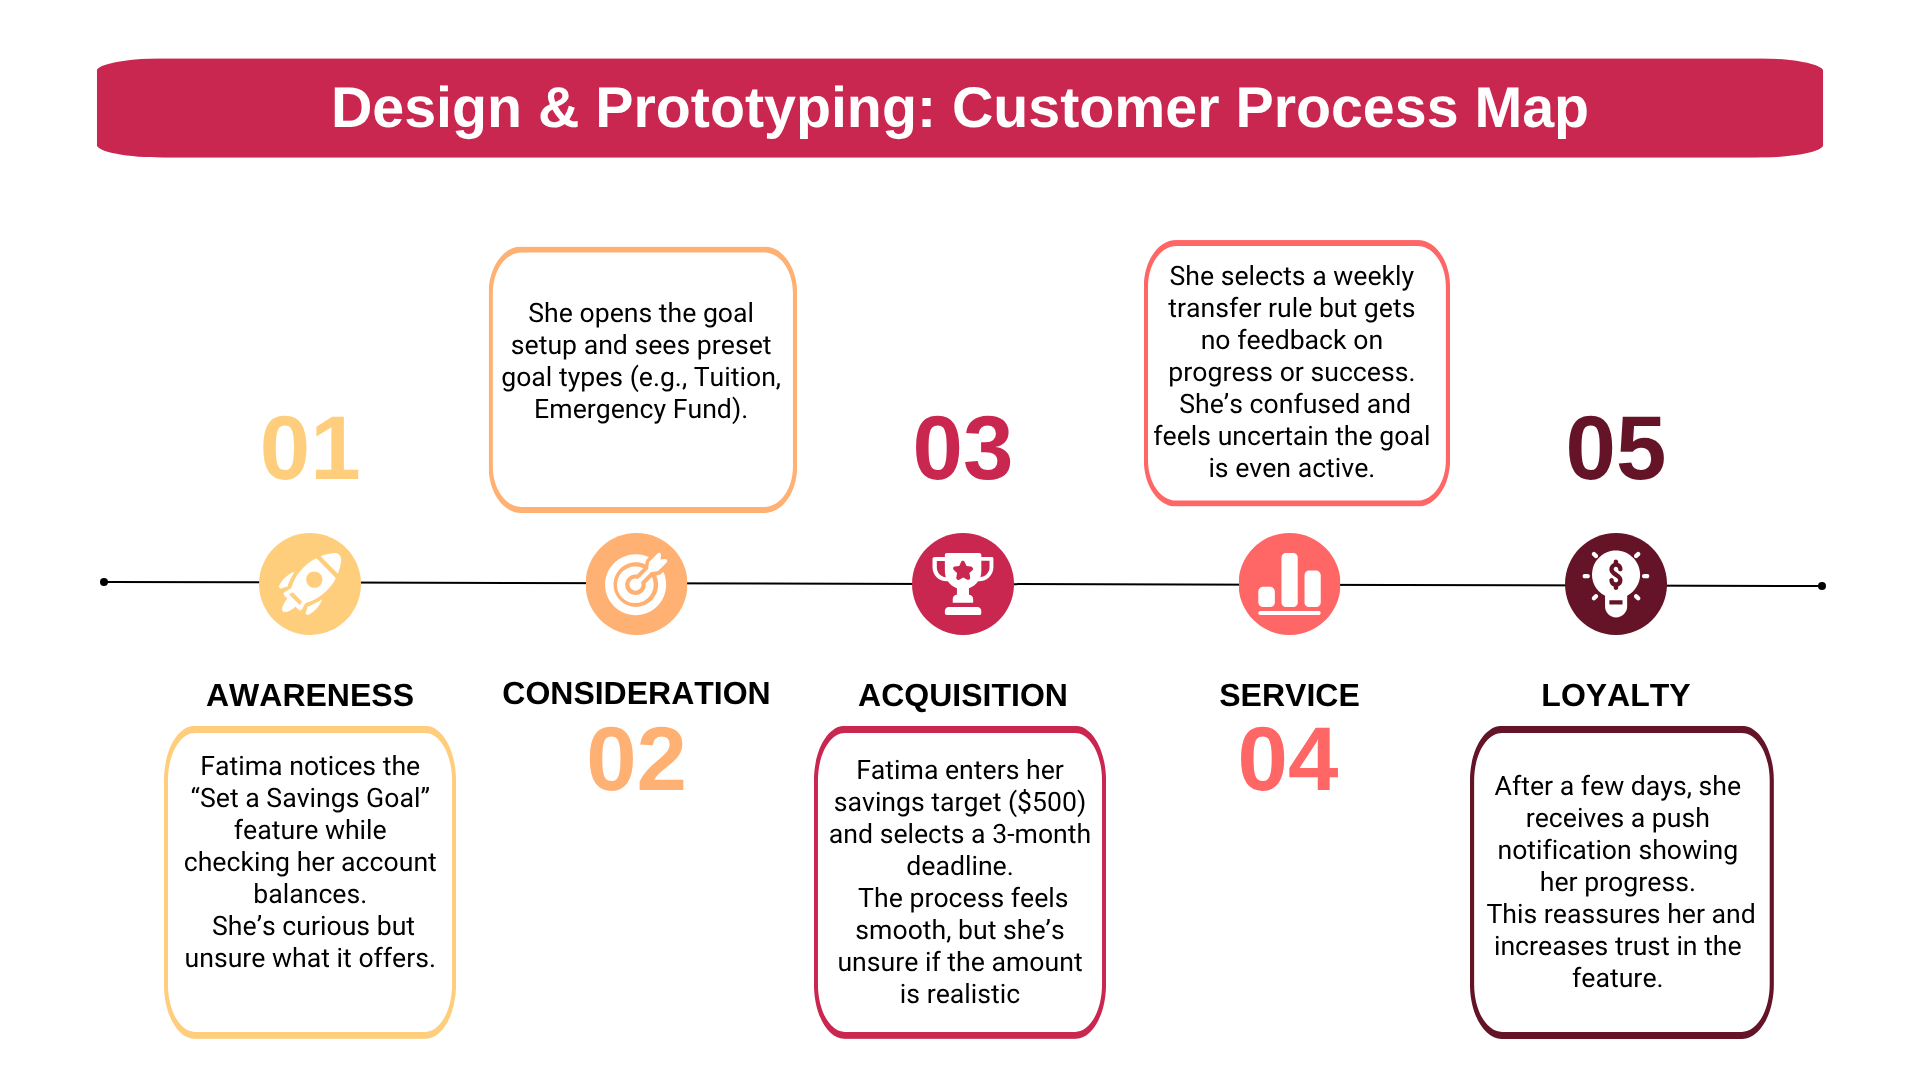 Design & Prototyping: Customer Process Map
01
AWARENESS
Fatima notices the
“Set a Savings Goal”
feature while
checking her account
balances.
She’s curious but
unsure what it offers.
She opens the goal
setup and sees preset
goal types (e.g., Tuition,
Emergency Fund).
CONSIDERATION
02
03
ACQUISITION
Fatima enters her
savings target ($500)
and selects a 3-month
deadline.
The process feels
smooth, but she’s
unsure if the amount
is realistic
She selects a weekly
transfer rule but gets
no feedback on
progress or success.
She’s confused and
feels uncertain the goal
is even active.
SERVICE
04
05
$
LOYALTY
After a few days, she
receives a push
notification showing
her progress.
This reassures her and
increases trust in the
feature.